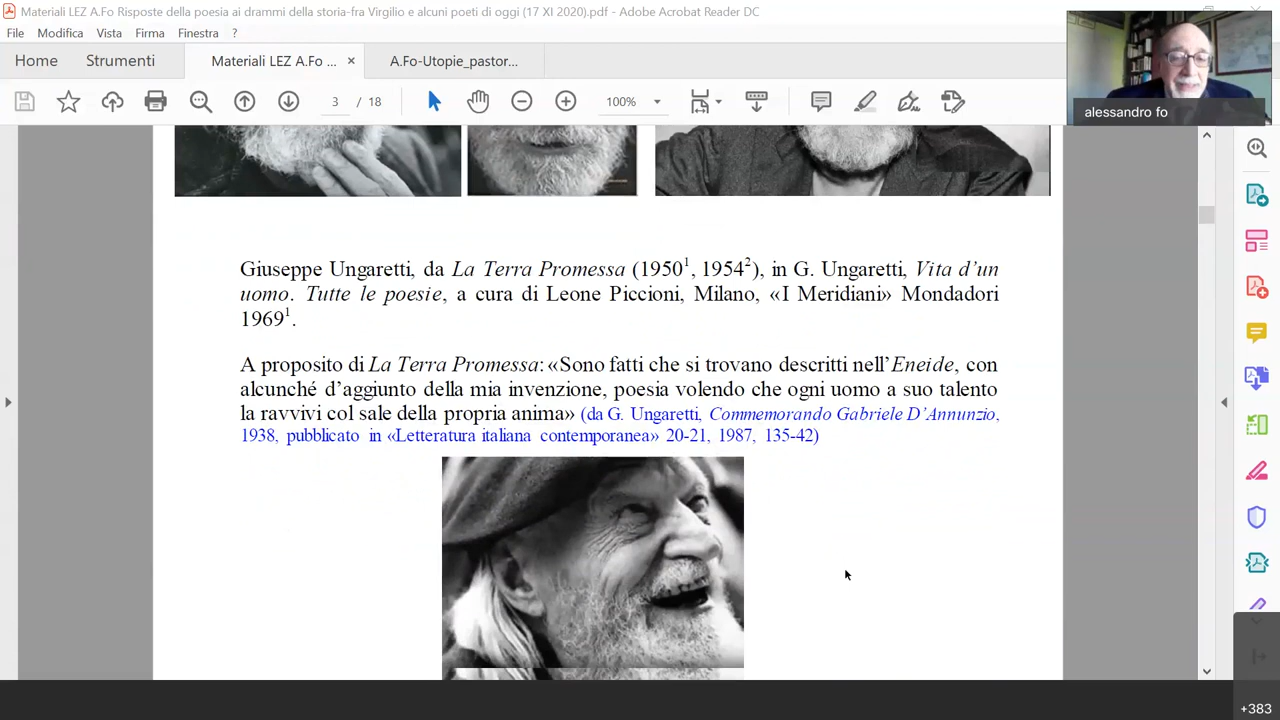 Materiali LEZ A.Fo Risposte della poesia ai drammi della storia-fra Virgilio e alcuni poeti di oggi (17 XI 2020).pdf - Adobe Acrobat Reader DC
File Modifica Vista Firma Finestra ?
Home Strumenti Materiali LEZ A.Fo ... × A.Fo-Utopie_pastor...
3 / 18 100%
alessandro fo
Giuseppe Ungaretti, da La Terra Promessa (1950¹, 1954²), in G. Ungaretti, Vita d’un
uomo. Tutte le poesie, a cura di Leone Piccioni, Milano, «I Meridiani» Mondadori
1969¹.
A proposito di La Terra Promessa: «Sono fatti che si trovano descritti nell’Eneide, con
alcunché d’aggiunto della mia invenzione, poesia volendo che ogni uomo a suo talento
la ravvivi col sale della propria anima» (da G. Ungaretti, Commemorando Gabriele D’Annunzio,
1938, pubblicato in «Letteratura italiana contemporanea» 20-21, 1987, 135-42)
+383